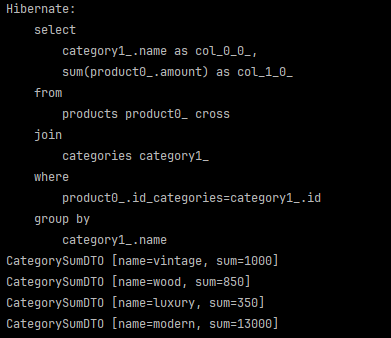 Hibernate:
select
category1_.name as col_0_0_,
sum(product0_.amount) as col_1_0_
from
products product0_ cross
join
categories category1_
where
product0_.id_categories=category1_.id
group by
category1_.name
CategorySumDTO [name=vintage, sum=1000]
CategorySumDTO [name=wood, sum=850]
CategorySumDTO [name=luxury, sum=350]
CategorySumDTO [name=modern, sum=13000]